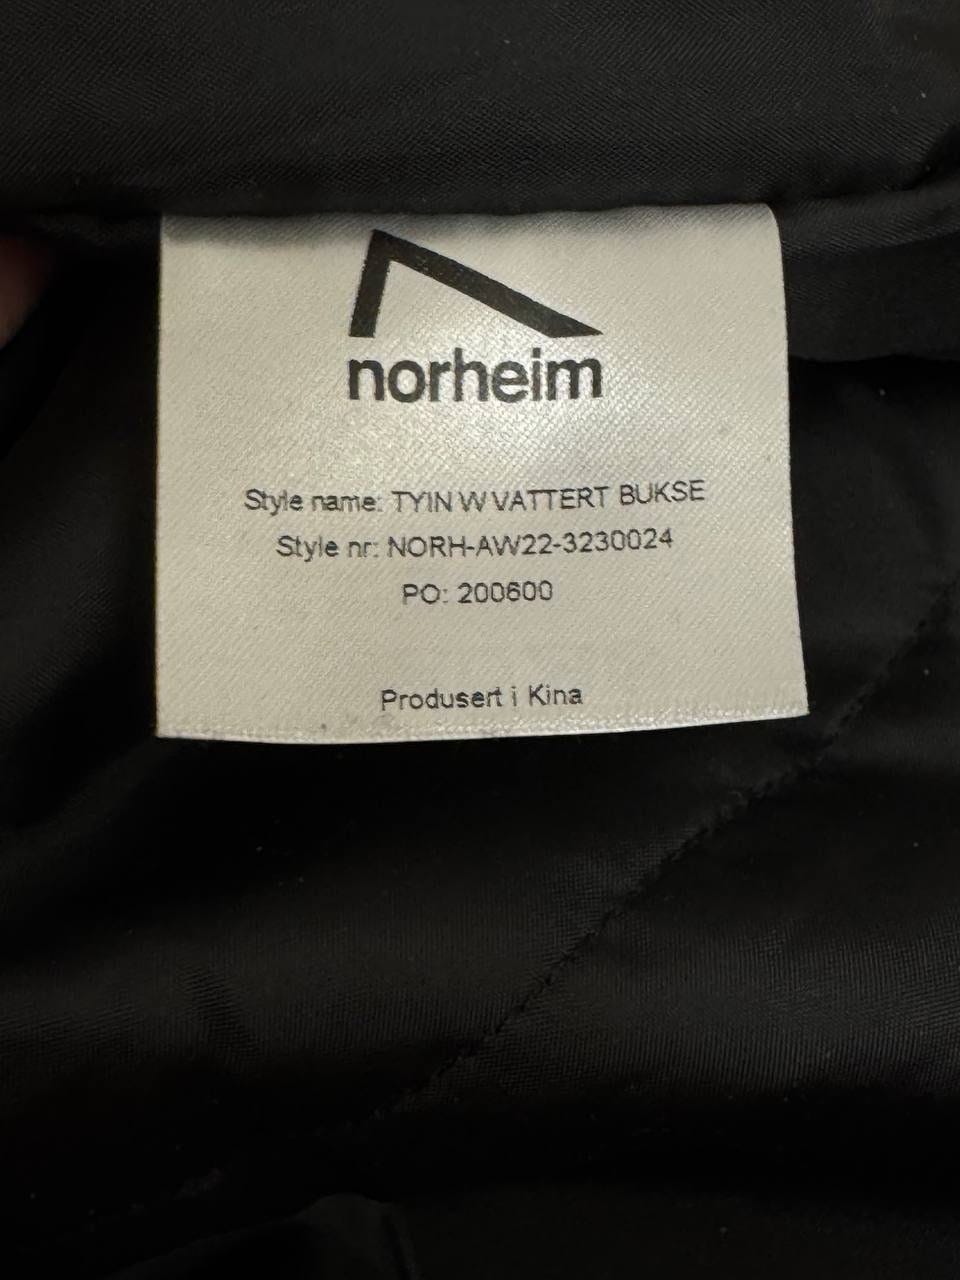 norheim
Style name: TYIN W VATTERT BUKSE
Style nr: NORH-AW22-3230024
PO: 200600
Produsert i Kina